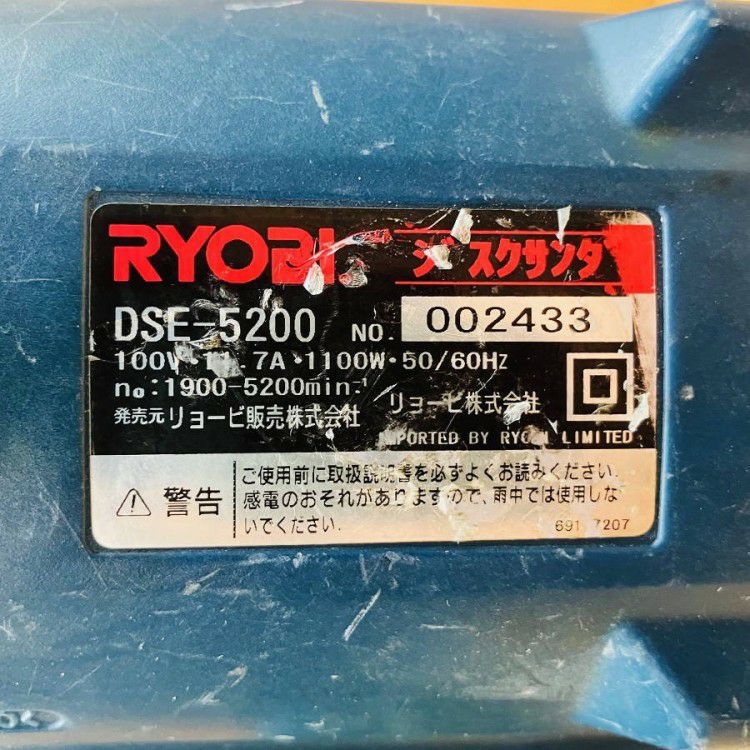 RYOBI
ジスクサンダ
DSE-5200 NO. 002433
100V・11.7A・1100W・50/60Hz
n₀:1900-5200min⁻¹
発売元 リョービ販売株式会社 リョービ株式会社
IMPORTED BY RYOBI LIMITED
警告
ご使用前に取扱説明書を必ずよくお読みください.
感電のおそれがありますので、雨中では使用しな
いでください.